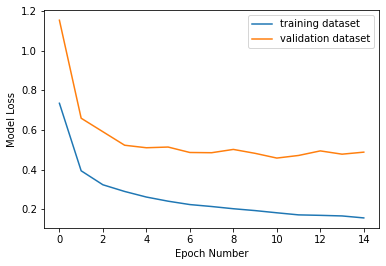 training dataset
validation dataset
1.2
1.0
0.8
0.6
0.4
0.2
Model Loss
0 2 4 6 8 10 12 14
Epoch Number